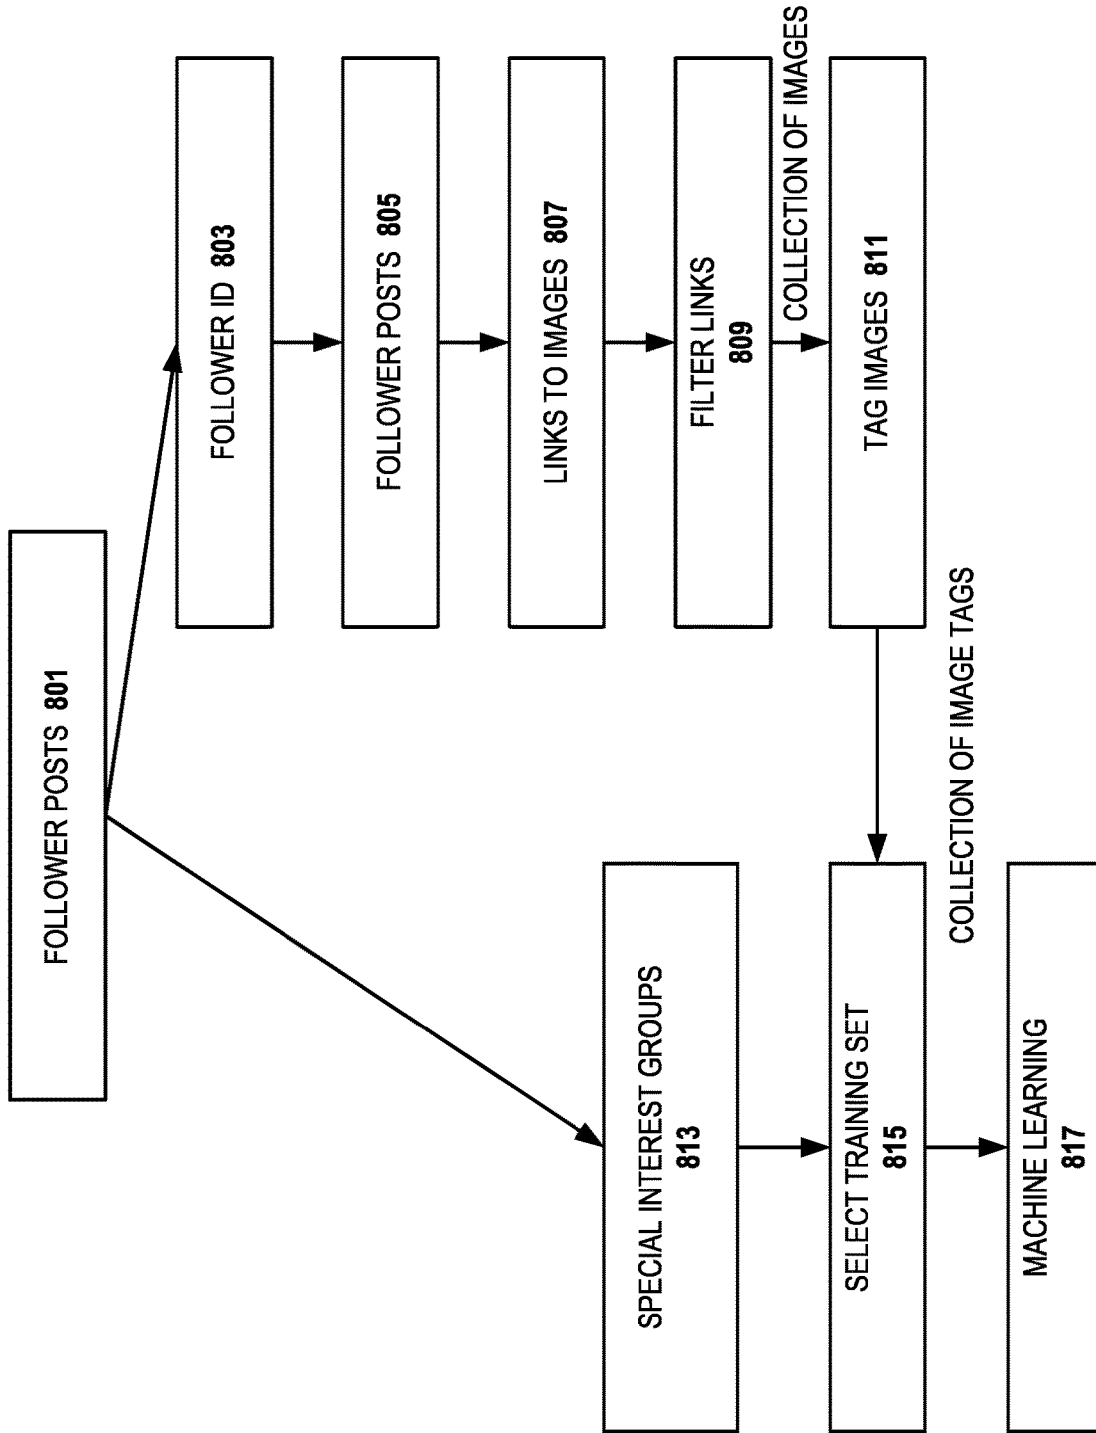 FOLLOWER POSTS 801
FOLLOWER ID 803
FOLLOWER POSTS 805
LINKS TO IMAGES 807
FILTER LINKS
809
COLLECTION OF IMAGES
TAG IMAGES 811
COLLECTION OF IMAGE TAGS
SPECIAL INTEREST GROUPS
813
SELECT TRAINING SET
815
MACHINE LEARNING
817